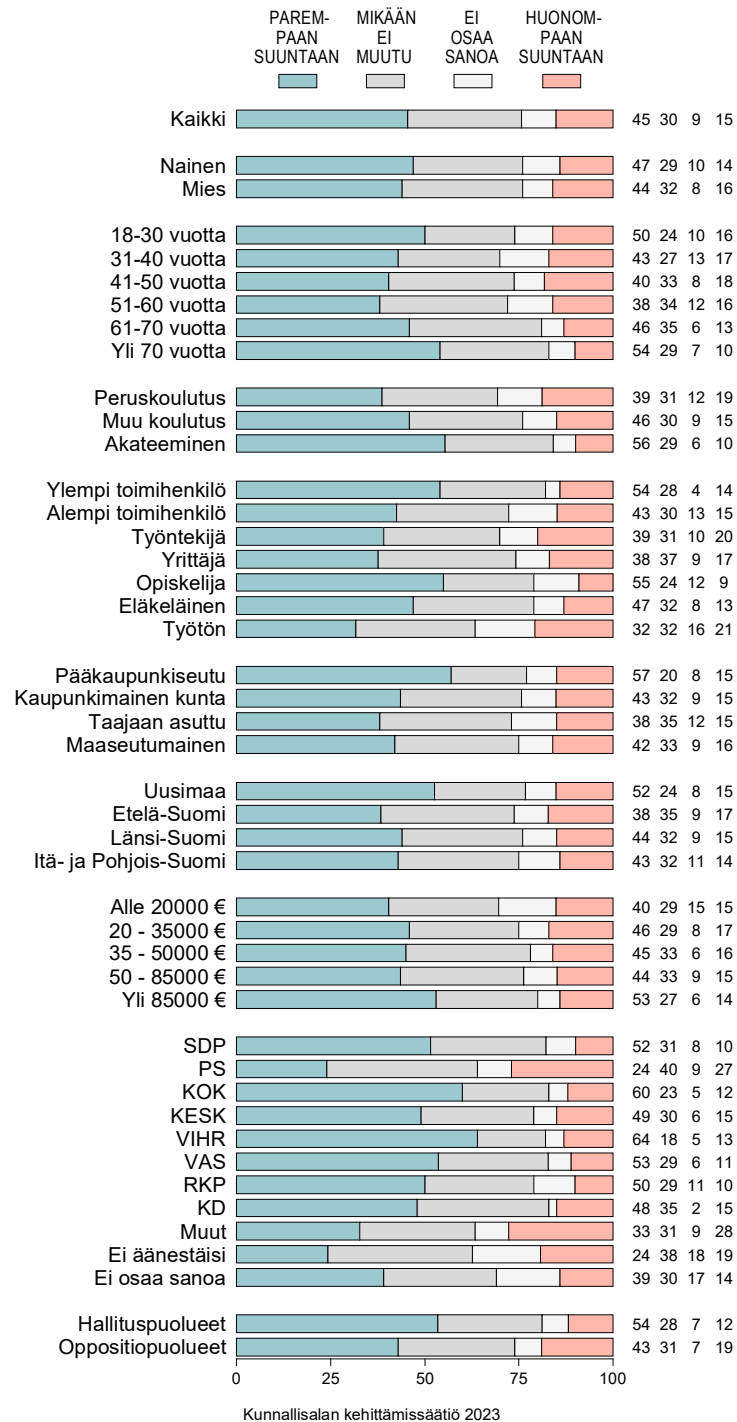 PAREM- MIKÄÄN EI HUONOM-
PAAN EI OSAA PAAN
SUUNTAAN MUUTU SANOA SUUNTAAN
Kaikki 45 30 9 15
Nainen 47 29 10 14
Mies 44 32 8 16
18-30 vuotta 50 24 10 16
31-40 vuotta 43 27 13 17
41-50 vuotta 40 33 8 18
51-60 vuotta 38 34 12 16
61-70 vuotta 46 35 6 13
Yli 70 vuotta 54 29 7 10
Peruskoulutus 39 31 12 19
Muu koulutus 46 30 9 15
Akateeminen 56 29 6 10
Ylempi toimihenkilö 54 28 4 14
Alempi toimihenkilö 43 30 13 15
Työntekijä 39 31 10 20
Yrittäjä 38 37 9 17
Opiskelija 55 24 12 9
Eläkeläinen 47 32 8 13
Työtön 32 32 16 21
Pääkaupunkiseutu 57 20 8 15
Kaupunkimainen kunta 43 32 9 15
Taajaan asuttu 38 35 12 15
Maaseutumainen 42 33 9 16
Uusimaa 52 24 8 15
Etelä-Suomi 38 35 9 17
Länsi-Suomi 44 32 9 15
Itä- ja Pohjois-Suomi 43 32 11 14
Alle 20000 € 40 29 15 15
20 - 35000 € 46 29 8 17
35 - 50000 € 45 33 6 16
50 - 85000 € 44 33 9 15
Yli 85000 € 53 27 6 14
SDP 52 31 8 10
PS 24 40 9 27
KOK 60 23 5 12
KESK 49 30 6 15
VIHR 64 18 5 13
VAS 53 29 6 11
RKP 50 29 11 10
KD 48 35 2 15
Muut 33 31 9 28
Ei äänestäisi 24 38 18 19
Ei osaa sanoa 39 30 17 14
Hallituspuolueet 54 28 7 12
Oppositiopuolueet 43 31 7 19
0 25 50 75 100
Kunnallisalan kehittämissäätiö 2023